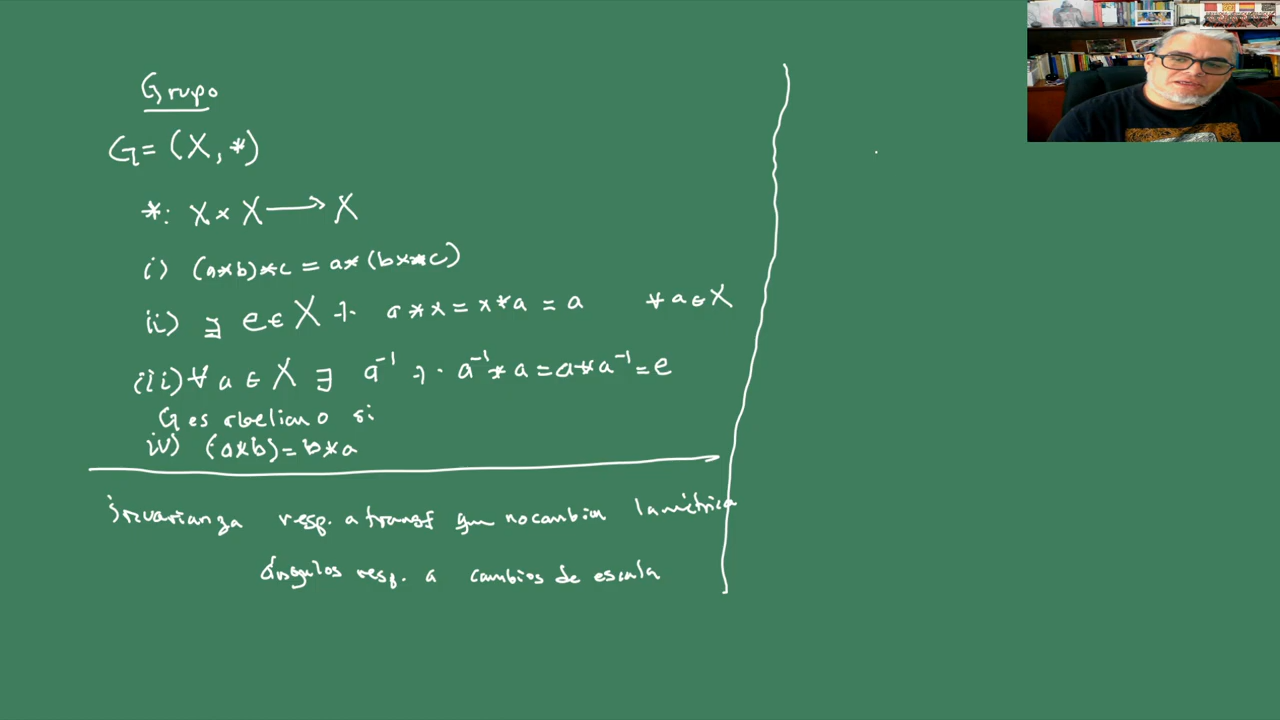 Grupo
G = (X, *)
*: X × X ⟶ X
i) (a*b)*c = a*(b**c)
ii) ∃ e ∈ X ∋· a*x = x*a = a ∀ a ∈ X
iii) ∀ a ∈ X ∃ a⁻¹ ∋· a⁻¹*a = a*a⁻¹ = e
G es abeliano si
iv) (a*b) = b*a
invarianza resp. a transf que no cambian la métrica
ángulos resp. a cambios de escala